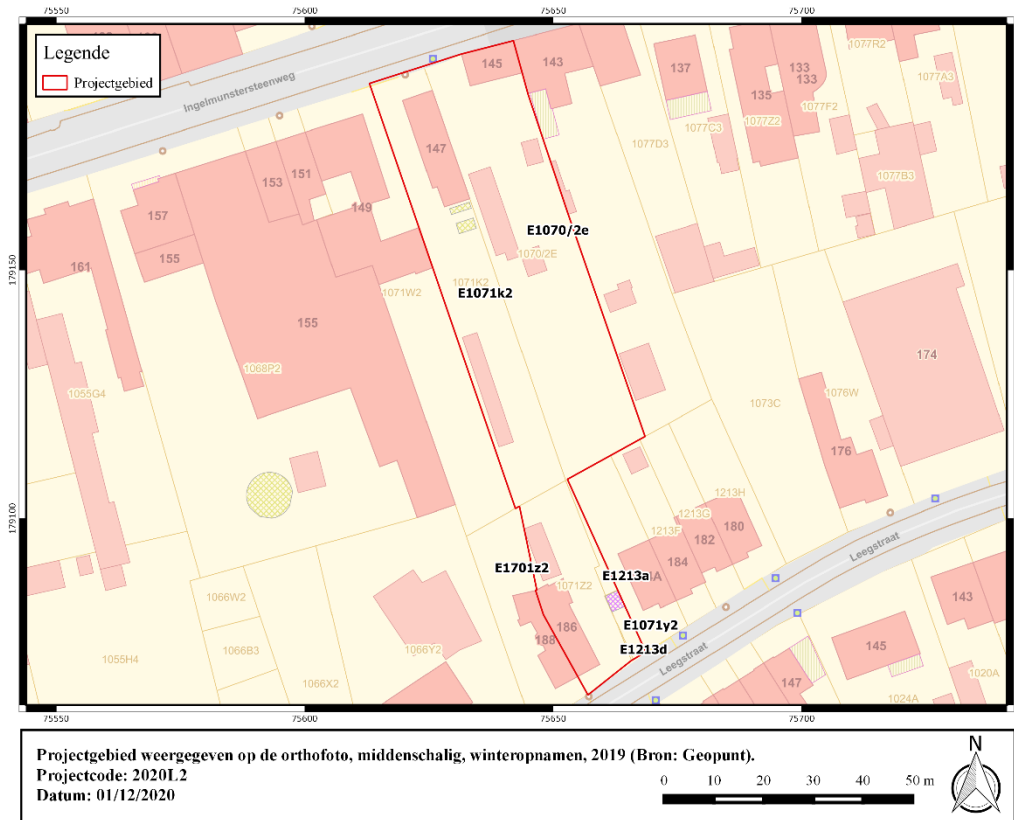 75550 75600 75650 75700
Legende
Projectgebied
Ingelmunstersteenweg
145
143
137
133
133
135
1077R2
1077A3
1077F2
1077Z2
1077C3
1077D3
1077B3
147
151
153
149
157
155
161
E1070/2e
1070/2E
179150
1071K2
E1071k2
1071W2
155
1068P2
1055G4
174
1073C
1076W
176
179100
1213H
1213G
1213F
180
182
184
Leegstraat
E1701z2
1071Z2
E1213a
186
188
E1071y2
E1213d
Leegstraat
1066W2
1066B3
1066Y2
1055H4
1066X2
143
145
147
1020A
1024A
75550 75600 75650 75700
Projectgebied weergegeven op de orthofoto, middenschalig, winteropnamen, 2019 (Bron: Geopunt).
Projectcode: 2020L2
Datum: 01/12/2020
0 10 20 30 40 50 m
N